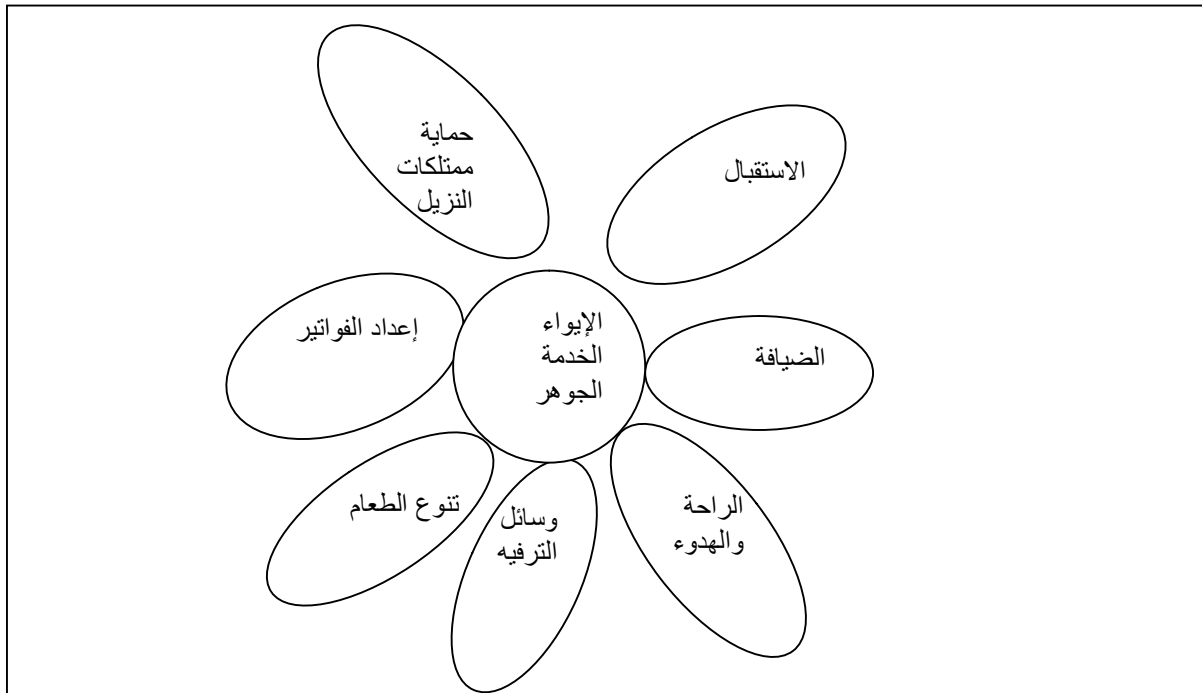 حماية
ممتلكات
النزيل
الاستقبال
إعداد الفواتير
الإيواء
الخدمة
الجوهر
الضيافة
تنوع الطعام
وسائل
الترفيه
الراحة
والهدوء